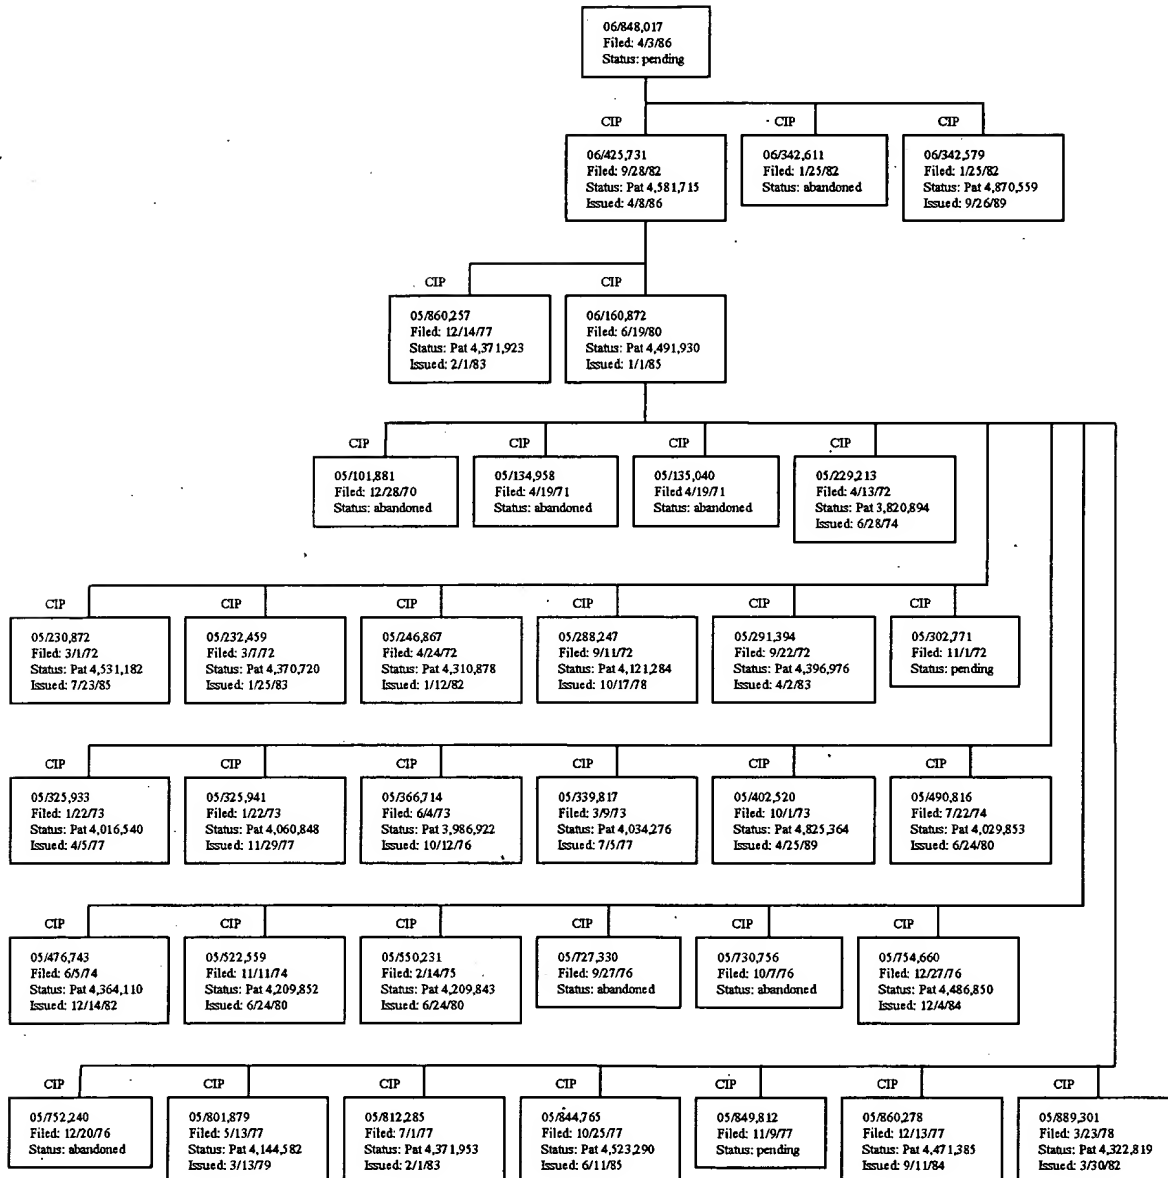 06/848,017
Filed: 4/3/86
Status: pending
CIP
06/425,731
Filed: 9/28/82
Status: Pat 4,581,715
Issued: 4/8/86
CIP
06/342,611
Filed: 1/25/82
Status: abandoned
CIP
06/342,579
Filed: 1/25/82
Status: Pat 4,870,559
Issued: 9/26/89
CIP
05/860,257
Filed: 12/14/77
Status: Pat 4,371,923
Issued: 2/1/83
CIP
06/160,872
Filed: 6/19/80
Status: Pat 4,491,930
Issued: 1/1/85
CIP
05/101,881
Filed: 12/28/70
Status: abandoned
CIP
05/134,958
Filed: 4/19/71
Status: abandoned
CIP
05/135,040
Filed 4/19/71
Status: abandoned
CIP
05/229,213
Filed: 4/13/72
Status: Pat 3,820,894
Issued: 6/28/74
CIP
05/230,872
Filed: 3/1/72
Status: Pat 4,531,182
Issued: 7/23/85
CIP
05/232,459
Filed: 3/7/72
Status: Pat 4,370,720
Issued: 1/25/83
CIP
05/246,867
Filed: 4/24/72
Status: Pat 4,310,878
Issued: 1/12/82
CIP
05/288,247
Filed: 9/11/72
Status: Pat 4,121,284
Issued: 10/17/78
CIP
05/291,394
Filed: 9/22/72
Status: Pat 4,396,976
Issued: 4/2/83
CIP
05/302,771
Filed: 11/1/72
Status: pending
CIP
05/325,933
Filed: 1/22/73
Status: Pat 4,016,540
Issued: 4/5/77
CIP
05/325,941
Filed: 1/22/73
Status: Pat 4,060,848
Issued: 11/29/77
CIP
05/366,714
Filed: 6/4/73
Status: Pat 3,986,922
Issued: 10/12/76
CIP
05/339,817
Filed: 3/9/73
Status: Pat 4,034,276
Issued: 7/5/77
CIP
05/402,520
Filed: 10/1/73
Status: Pat 4,825,364
Issued: 4/25/89
CIP
05/490,816
Filed: 7/22/74
Status: Pat 4,029,853
Issued: 6/24/80
CIP
05/476,743
Filed: 6/5/74
Status: Pat 4,364,110
Issued: 12/14/82
CIP
05/522,559
Filed: 11/11/74
Status: Pat 4,209,852
Issued: 6/24/80
CIP
05/550,231
Filed: 2/14/75
Status: Pat 4,209,843
Issued: 6/24/80
CIP
05/727,330
Filed: 9/27/76
Status: abandoned
CIP
05/730,756
Filed: 10/7/76
Status: abandoned
CIP
05/754,660
Filed: 12/27/76
Status: Pat 4,486,850
Issued: 12/4/84
CIP
05/752,240
Filed: 12/20/76
Status: abandoned
CIP
05/801,879
Filed: 5/13/77
Status: Pat 4,144,582
Issued: 3/13/79
CIP
05/812,285
Filed: 7/1/77
Status: Pat 4,371,953
Issued: 2/1/83
CIP
05/844,765
Filed: 10/25/77
Status: Pat 4,523,290
Issued: 6/11/85
CIP
05/849,812
Filed: 11/9/77
Status: pending
CIP
05/860,278
Filed: 12/13/77
Status: Pat 4,471,385
Issued: 9/11/84
CIP
05/889,301
Filed: 3/23/78
Status: Pat 4,322,819
Issued: 3/30/82